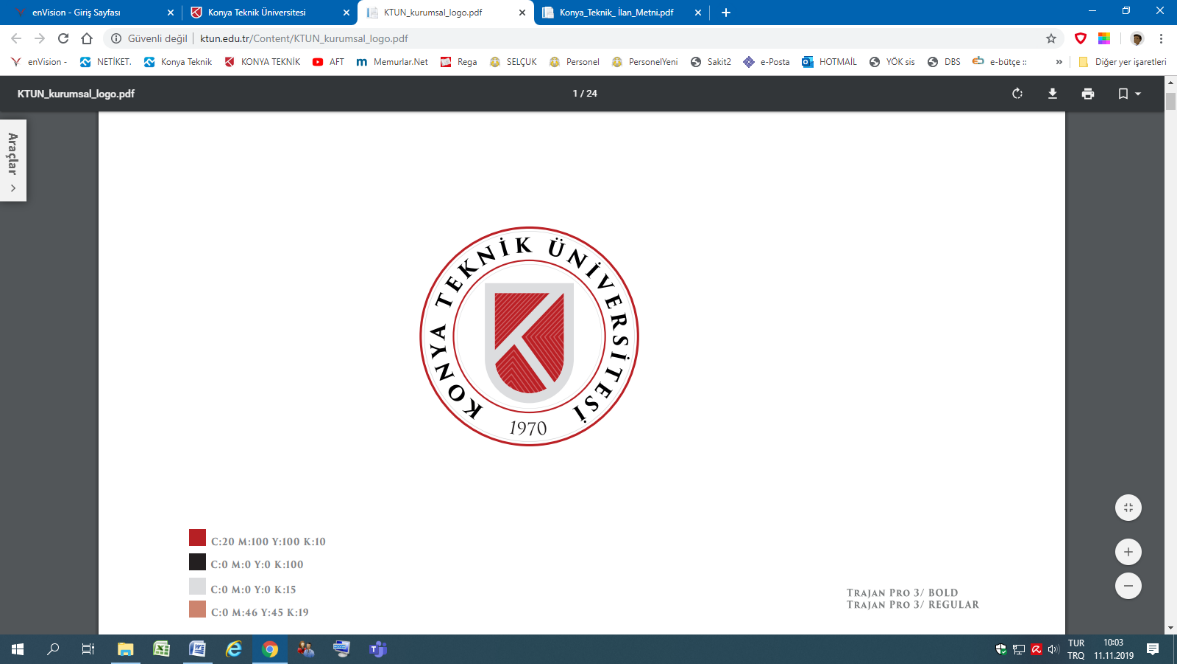 enVision - Giriş Sayfası
Konya Teknik Üniversitesi
KTUN_kurumsal_logo.pdf
Konya_Teknik_ İlan_Metni.pdf
Güvenli değil
ktun.edu.tr/Content/KTUN_kurumsal_logo.pdf
enVision -
NETİKET.
Konya Teknik
KONYA TEKNİK
AFT
Memurlar.Net
Rega
SELÇUK
Personel
PersonelYeni
Sakit2
e-Posta
HOTMAİL
YÖK sis
DBS
e-bütçe ::
»
Diğer yer işaretleri
KTUN_kurumsal_logo.pdf
1 / 24
Araçlar
KONYA TEKNİK ÜNİVERSİTESİ
1970
C:20 M:100 Y:100 K:10
C:0 M:0 Y:0 K:100
C:0 M:0 Y:0 K:15
C:0 M:46 Y:45 K:19
Trajan Pro 3/ BOLD
Trajan Pro 3/ REGULAR
TUR
TRQ
10:03
11.11.2019